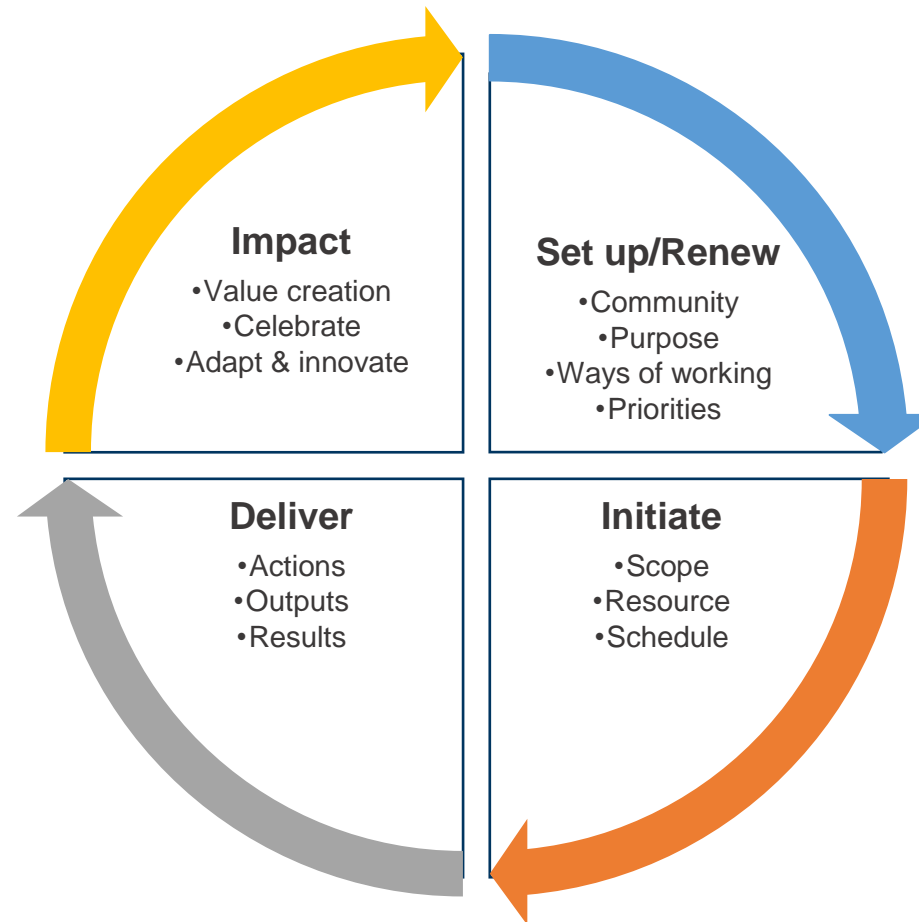 Impact
•Value creation
•Celebrate
•Adapt & innovate
Set up/Renew
•Community
•Purpose
•Ways of working
•Priorities
Deliver
•Actions
•Outputs
•Results
Initiate
•Scope
•Resource
•Schedule